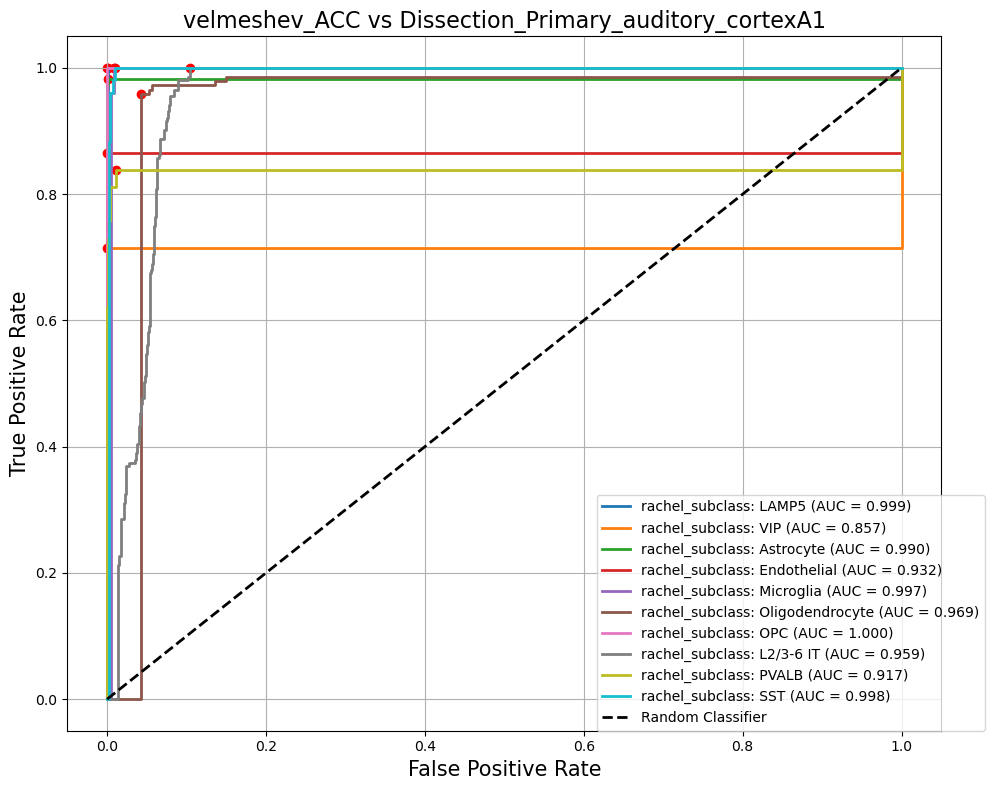 velmeshev_ACC vs Dissection_Primary_auditory_cortexA1
True Positive Rate
1.0
0.8
0.6
0.4
0.2
0.0
rachel_subclass: LAMP5 (AUC = 0.999)
rachel_subclass: VIP (AUC = 0.857)
rachel_subclass: Astrocyte (AUC = 0.990)
rachel_subclass: Endothelial (AUC = 0.932)
rachel_subclass: Microglia (AUC = 0.997)
rachel_subclass: Oligodendrocyte (AUC = 0.969)
rachel_subclass: OPC (AUC = 1.000)
rachel_subclass: L2/3-6 IT (AUC = 0.959)
rachel_subclass: PVALB (AUC = 0.917)
rachel_subclass: SST (AUC = 0.998)
Random Classifier
0.0 0.2 0.4 0.6 0.8 1.0
False Positive Rate